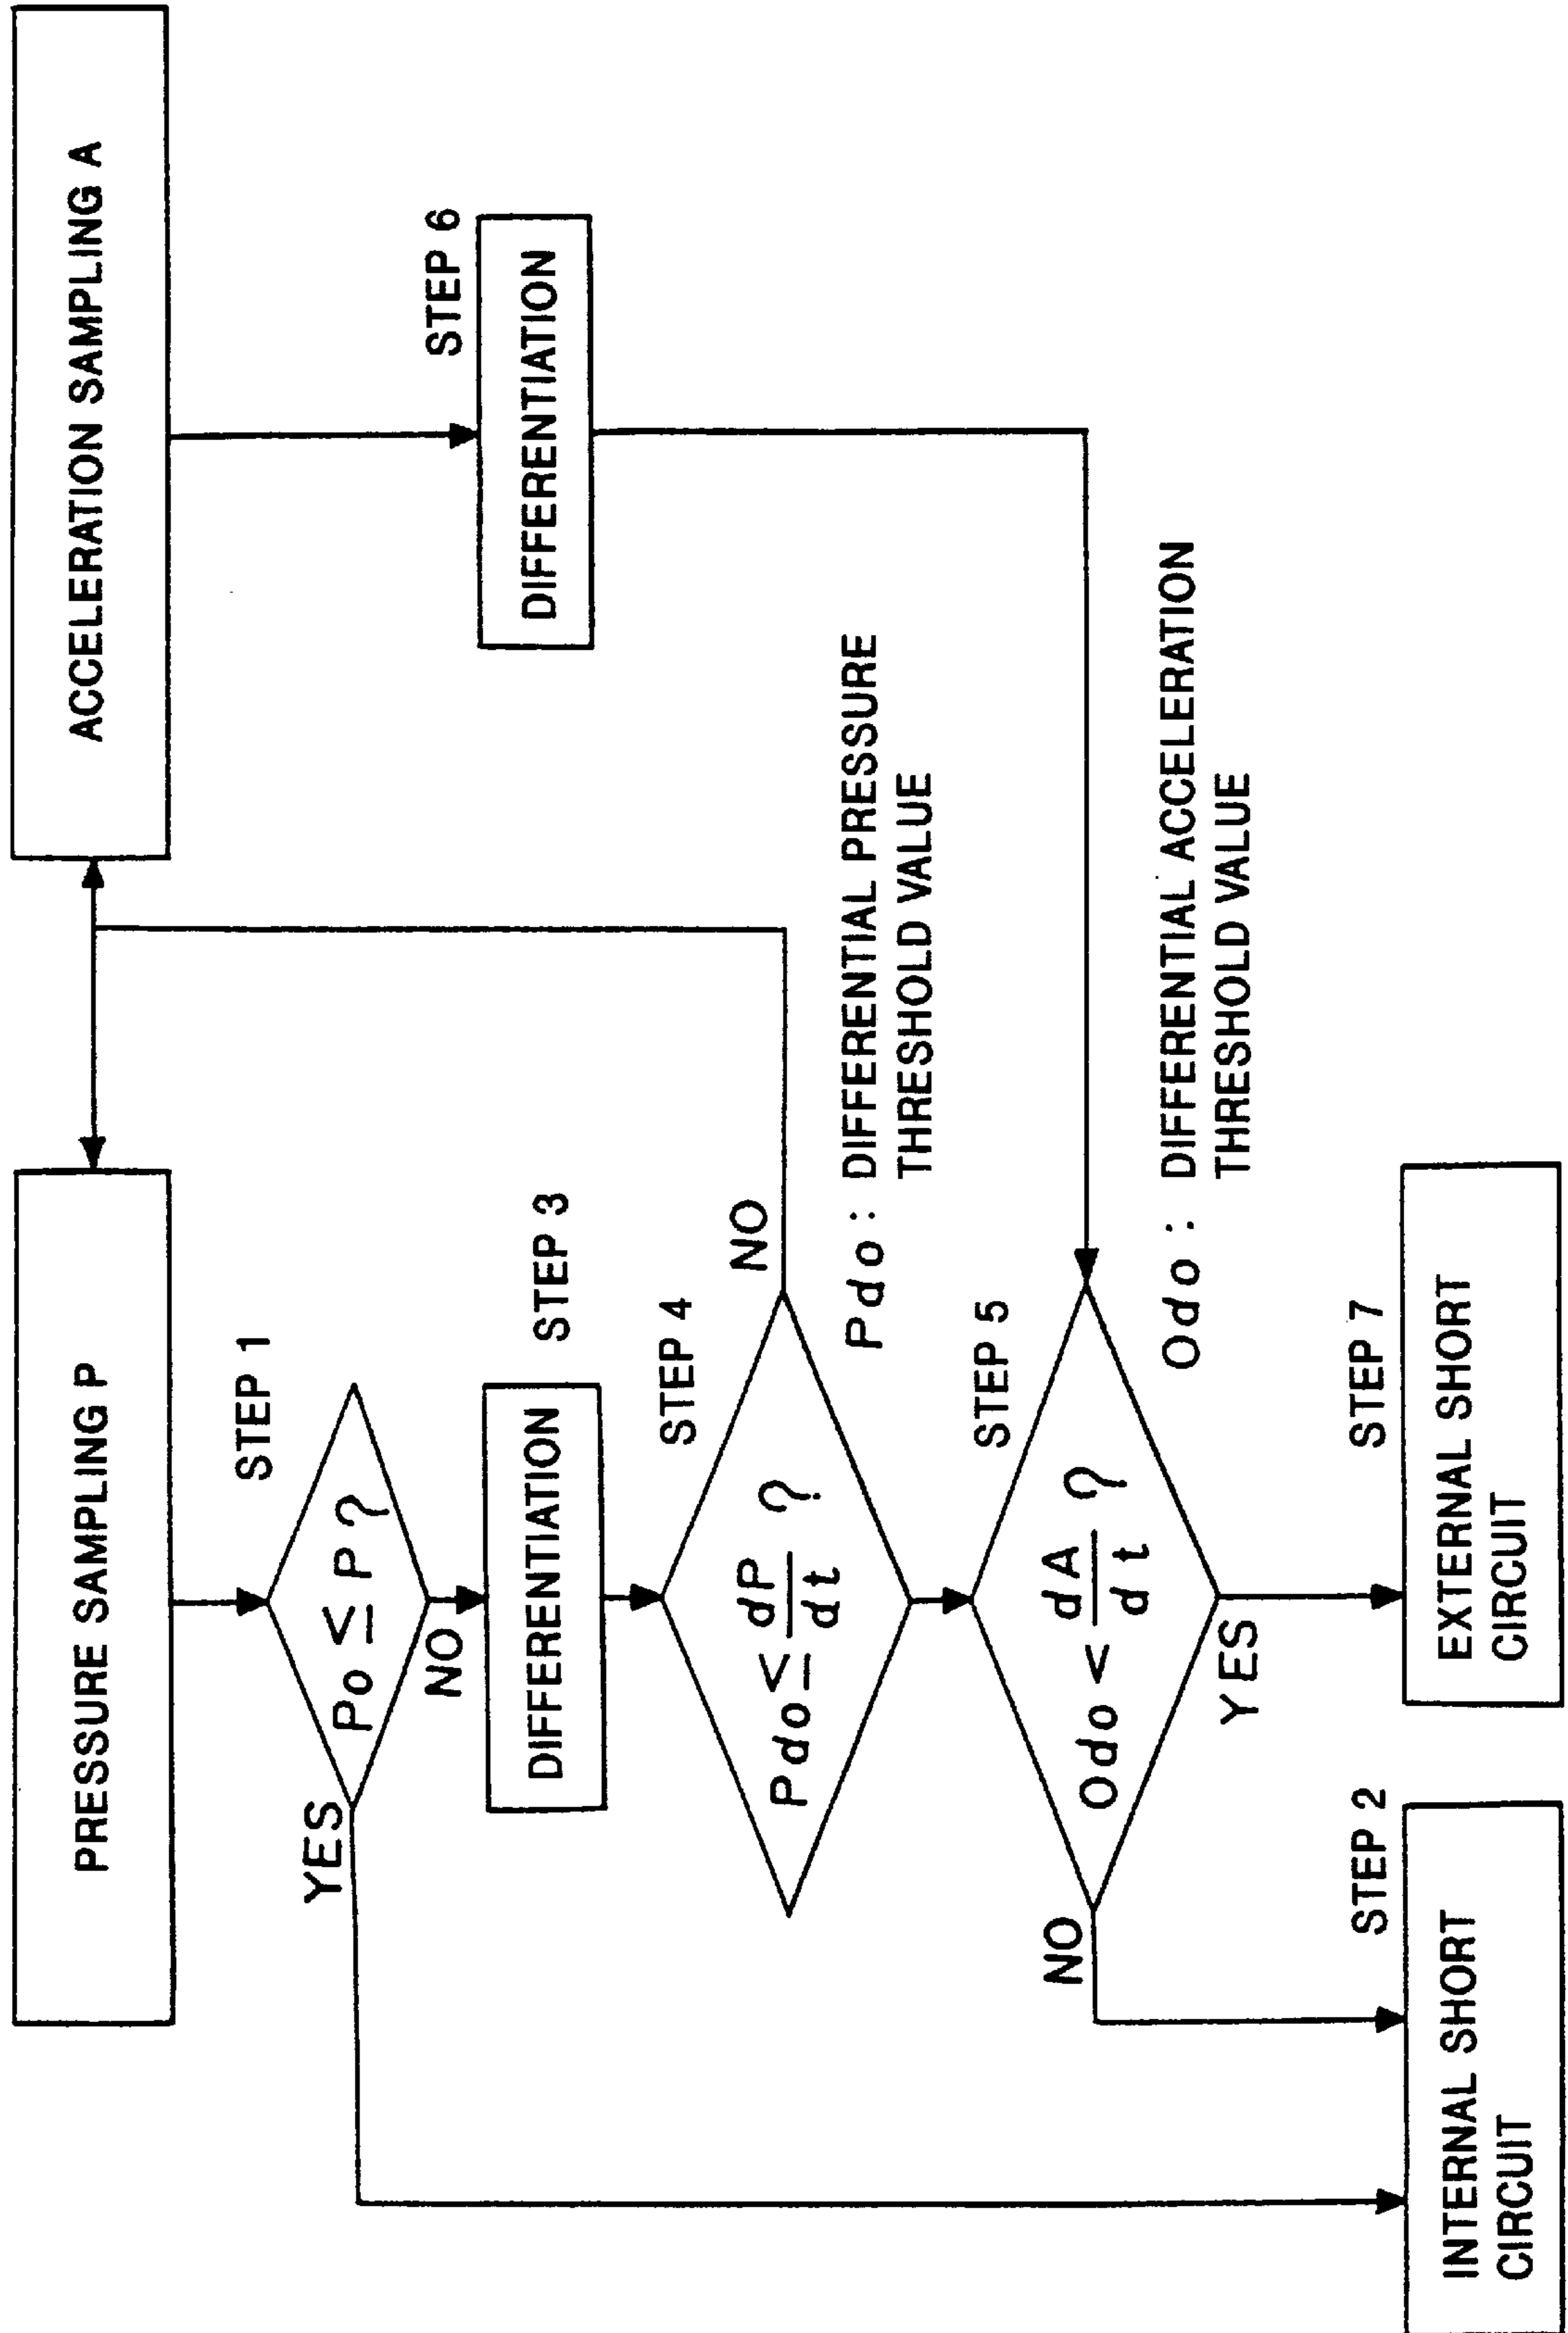 PRESSURE SAMPLING P
ACCELERATION SAMPLING A
STEP 1
Po ≤ P ?
YES
NO
STEP 3
DIFFERENTIATION
STEP 6
DIFFERENTIATION
STEP 4
Pdo ≤ dP/dt ?
NO
Pdo : DIFFERENTIAL PRESSURE
THRESHOLD VALUE
STEP 5
Odo < dA/dt ?
NO
YES
Odo : DIFFERENTIAL ACCELERATION
THRESHOLD VALUE
STEP 2
INTERNAL SHORT
CIRCUIT
STEP 7
EXTERNAL SHORT
CIRCUIT